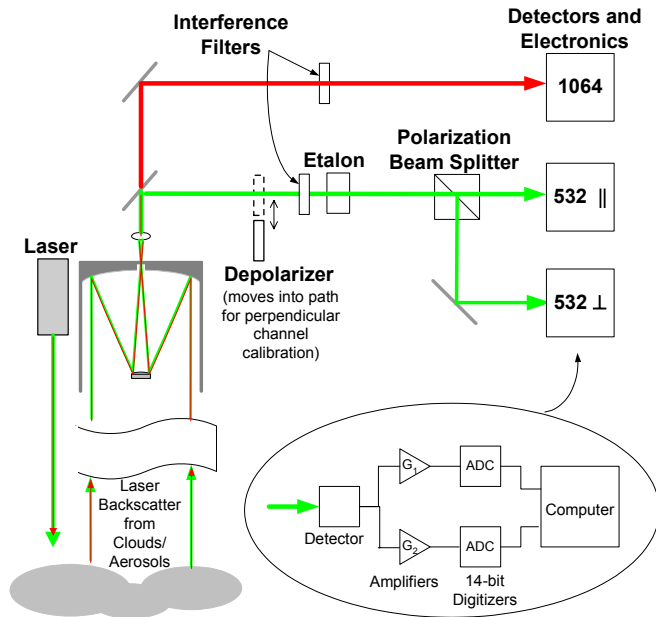 Interference
Filters
Detectors and
Electronics
1064
Polarization
Beam Splitter
Etalon
532 ||
Laser
Depolarizer
(moves into path
for perpendicular
channel
calibration)
532 ⊥
Laser
Backscatter
from
Clouds/
Aerosols
G1
ADC
Computer
Detector
G2
ADC
Amplifiers
14-bit
Digitizers